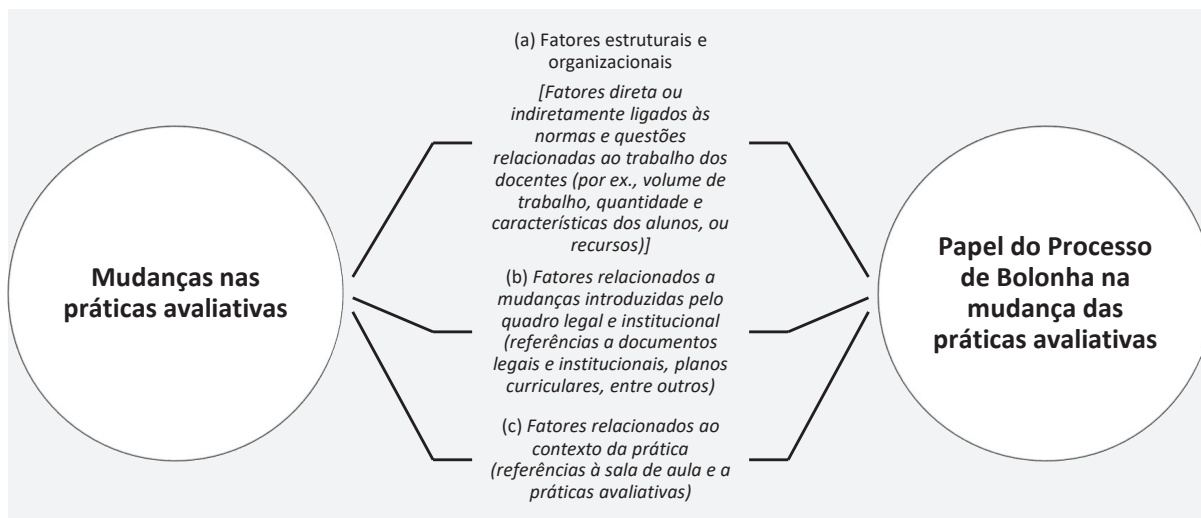 Mudanças nas
práticas avaliativas
(a) Fatores estruturais e
organizacionais
[Fatores direta ou
indiretamente ligados às
normas e questões
relacionadas ao trabalho dos
docentes (por ex., volume de
trabalho, quantidade e
características dos alunos, ou
recursos)]
(b) Fatores relacionados a
mudanças introduzidas pelo
quadro legal e institucional
(referências a documentos
legais e institucionais, planos
curriculares, entre outros)
(c) Fatores relacionados ao
contexto da prática
(referências à sala de aula e a
práticas avaliativas)
Papel do Processo
de Bolonha na
mudança das
práticas avaliativas